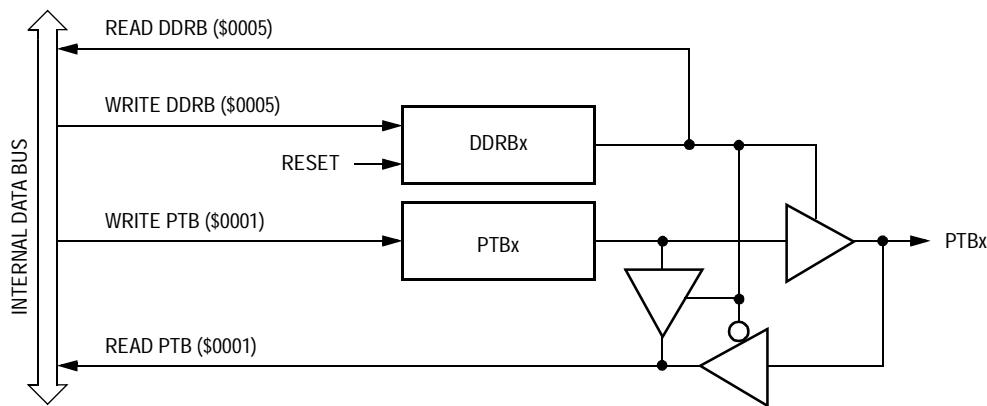 READ DDRB ($0005)
WRITE DDRB ($0005)
DDRBx
RESET
INTERNAL DATA BUS
WRITE PTB ($0001)
PTBx
PTBx
READ PTB ($0001)